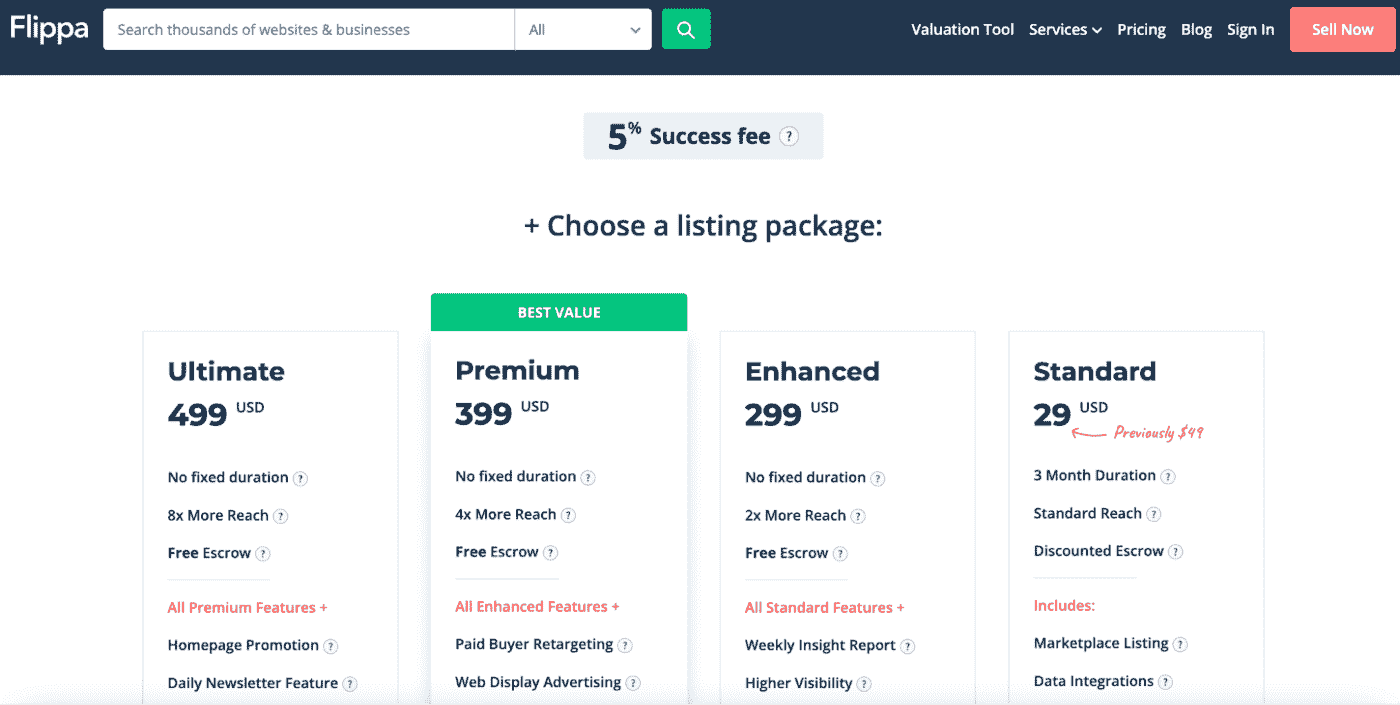 Flippa
Search thousands of websites & businesses
All
Valuation Tool
Services
Pricing
Blog
Sign In
Sell Now
5% Success fee ?
+ Choose a listing package:
Ultimate
499 USD
No fixed duration ?
8x More Reach ?
Free Escrow ?
All Premium Features +
Homepage Promotion ?
Daily Newsletter Feature ?
BEST VALUE
Premium
399 USD
No fixed duration ?
4x More Reach ?
Free Escrow ?
All Enhanced Features +
Paid Buyer Retargeting ?
Web Display Advertising ?
Enhanced
299 USD
No fixed duration ?
2x More Reach ?
Free Escrow ?
All Standard Features +
Weekly Insight Report ?
Higher Visibility ?
Standard
29 USD
Previously $49
3 Month Duration ?
Standard Reach ?
Discounted Escrow ?
Includes:
Marketplace Listing ?
Data Integrations ?